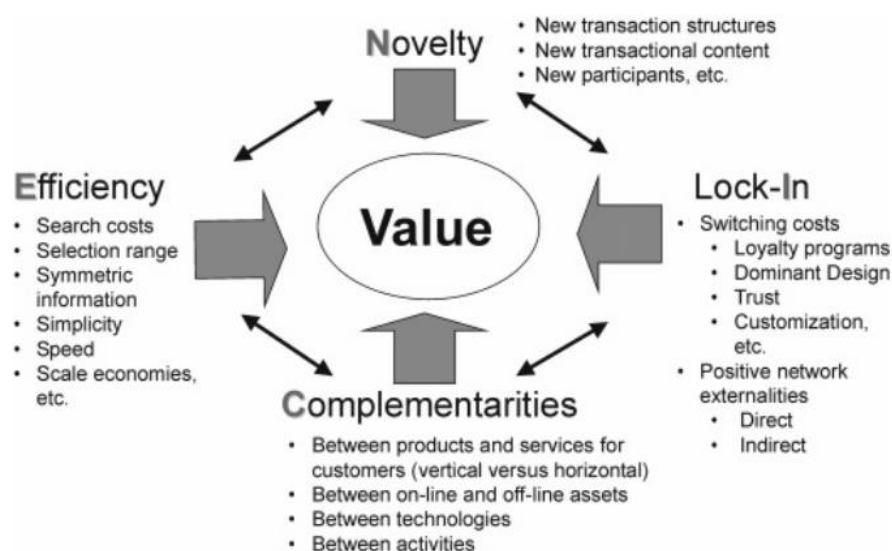 Novelty
• New transaction structures
• New transactional content
• New participants, etc.
Efficiency
• Search costs
• Selection range
• Symmetric
information
• Simplicity
• Speed
• Scale economies,
etc.
Value
Lock-In
• Switching costs
• Loyalty programs
• Dominant Design
• Trust
• Customization,
etc.
• Positive network
externalities
• Direct
• Indirect
Complementarities
• Between products and services for
customers (vertical versus horizontal)
• Between on-line and off-line assets
• Between technologies
• Between activities